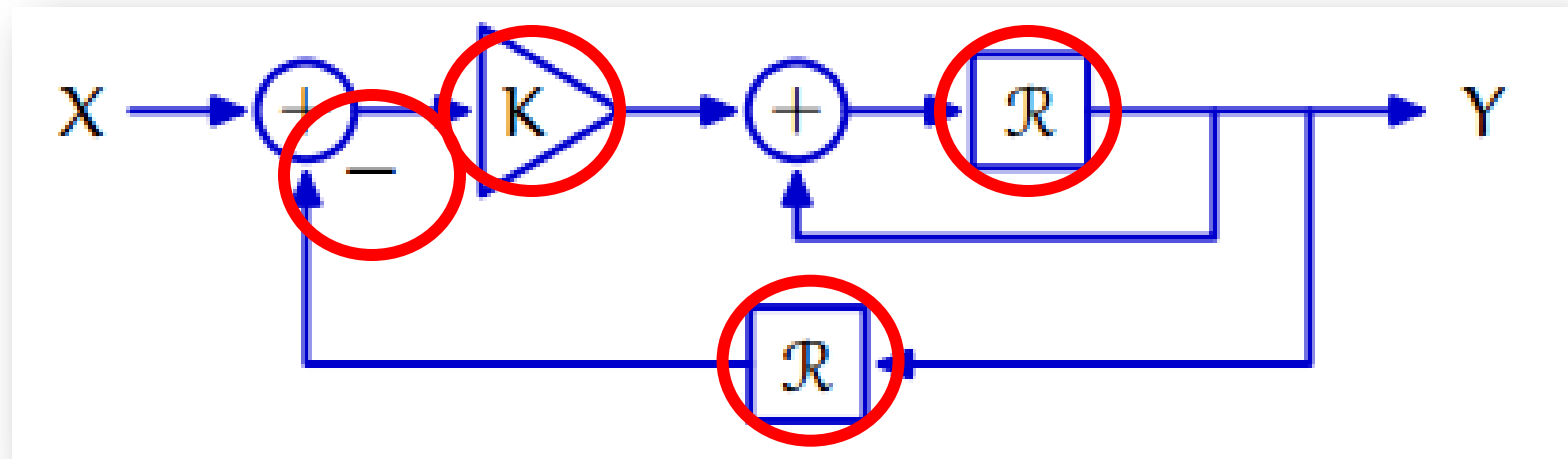 X + K + ℛ Y
−
ℛ